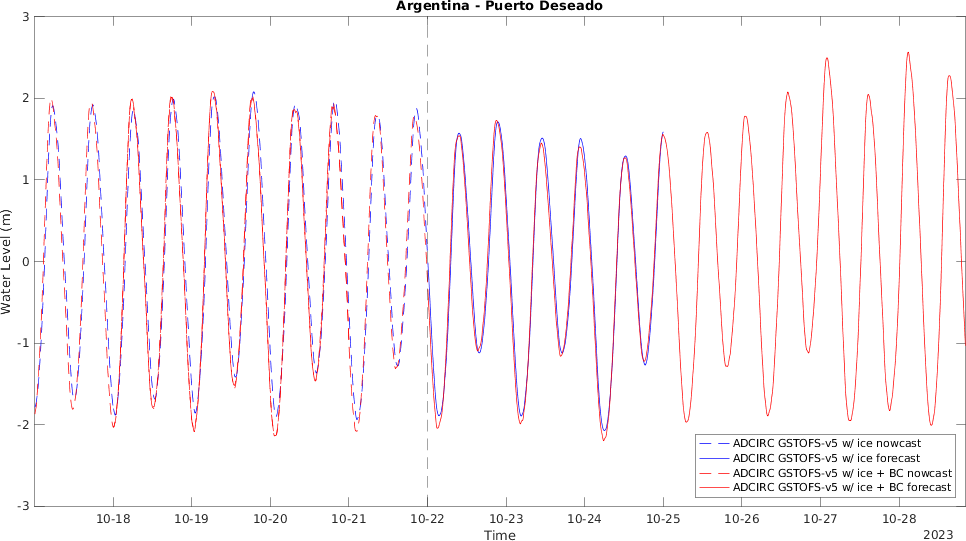 Argentina - Puerto Deseado
3
2
1
0
-1
-2
-3
Water Level (m)
10-18 10-19 10-20 10-21 10-22 10-23 10-24 10-25 10-26 10-27 10-28
Time
2023
ADCIRC GSTOFS-v5 w/ ice nowcast
ADCIRC GSTOFS-v5 w/ ice forecast
ADCIRC GSTOFS-v5 w/ ice + BC nowcast
ADCIRC GSTOFS-v5 w/ ice + BC forecast